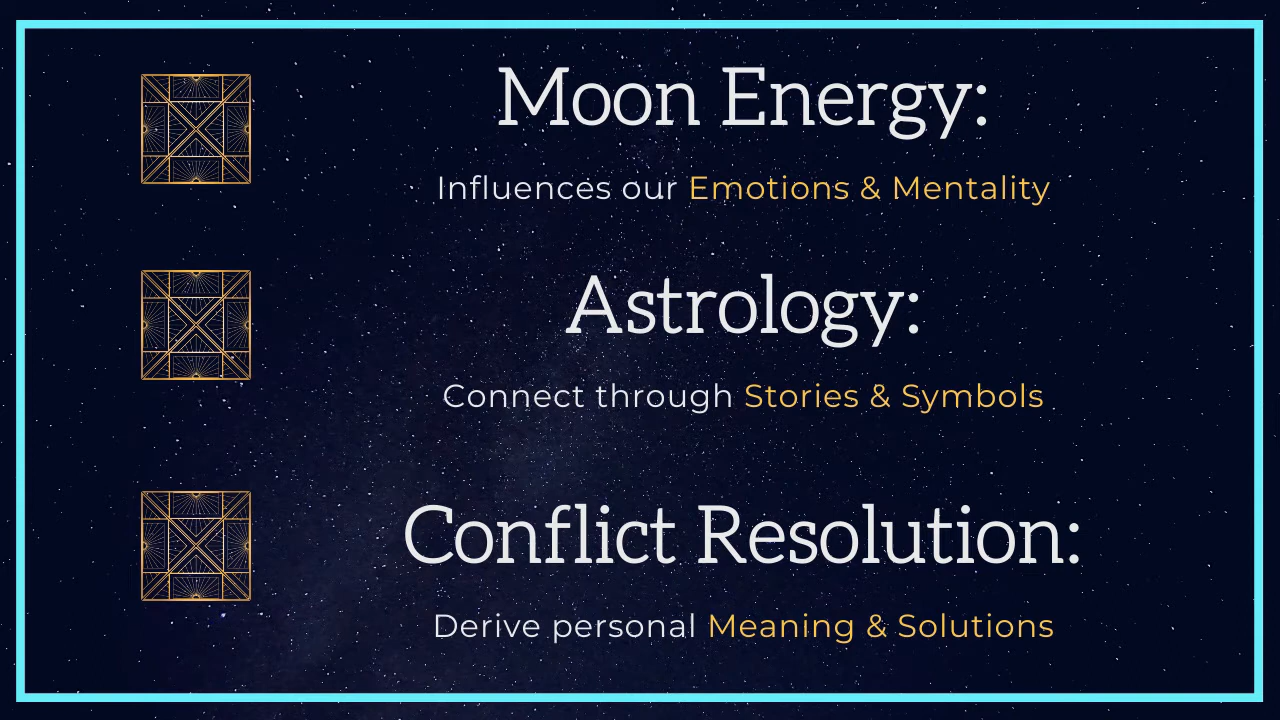 Moon Energy:
Influences our Emotions & Mentality
Astrology:
Connect through Stories & Symbols
Conflict Resolution:
Derive personal Meaning & Solutions